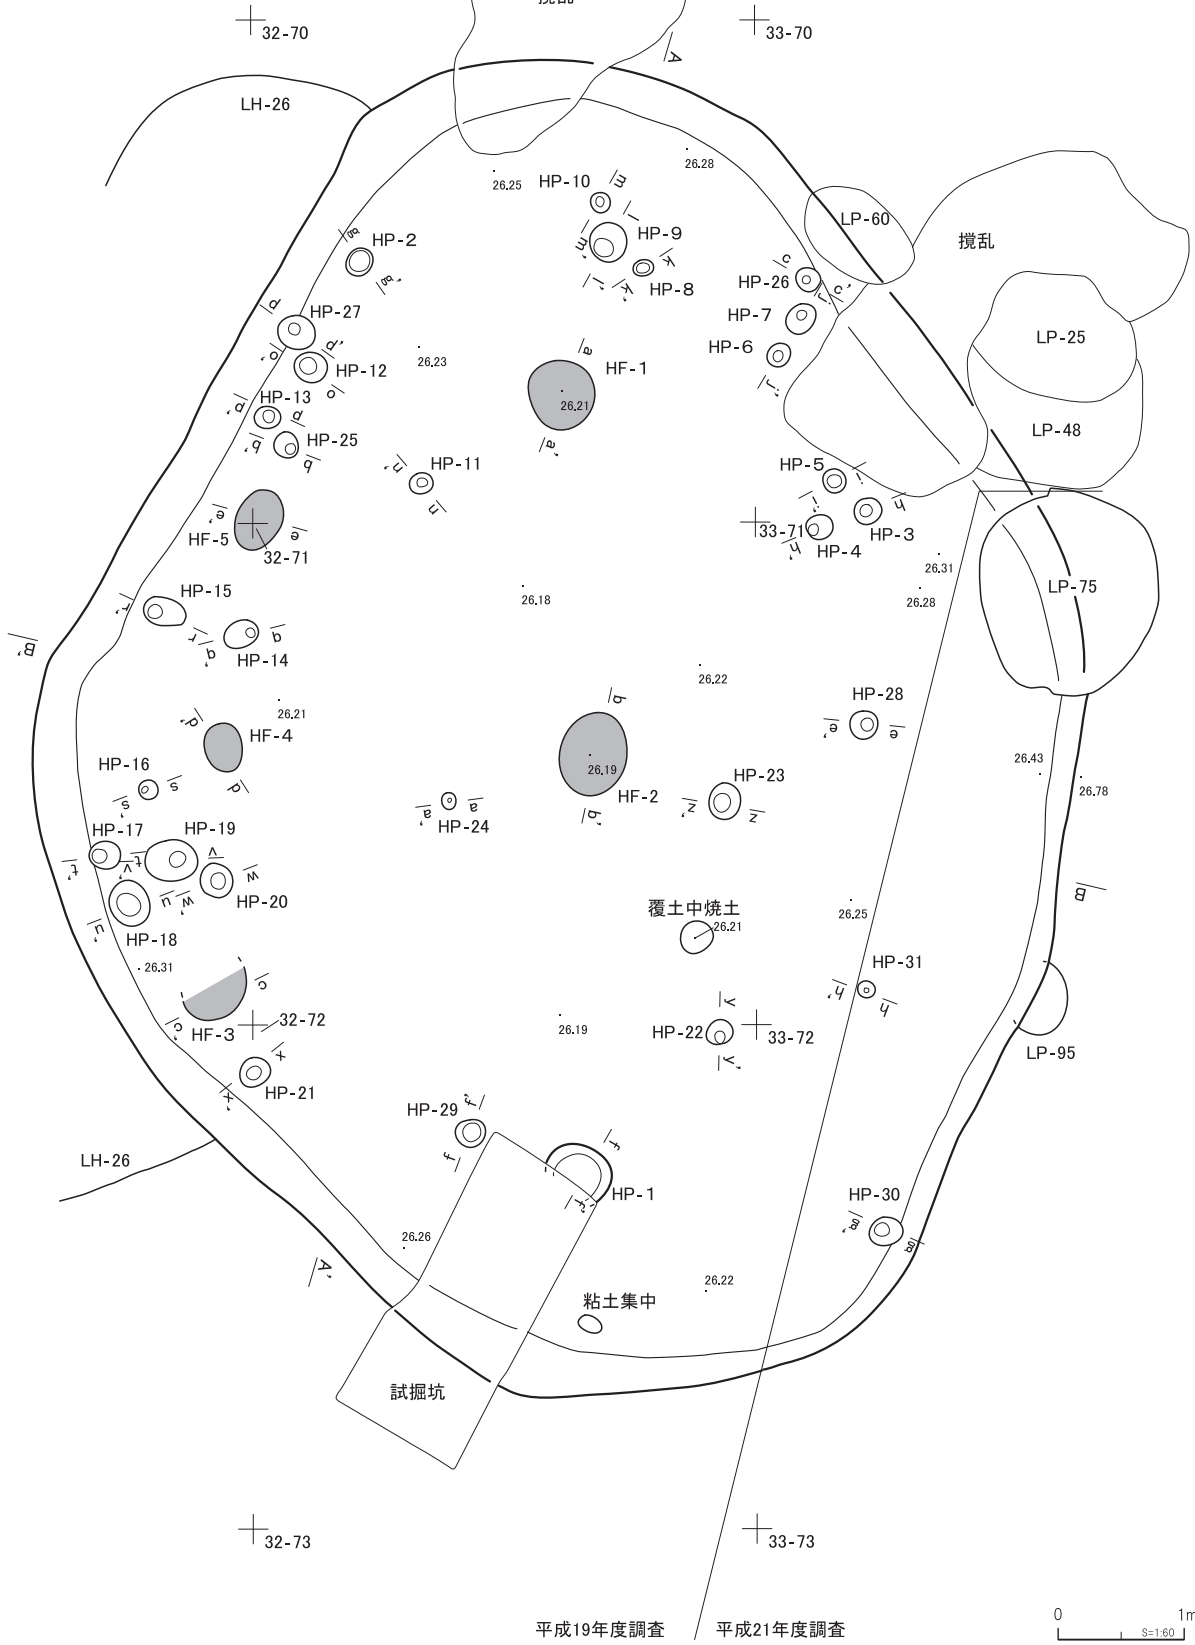 撹乱
32-70
33-70
A
LH-26
26.28
26.25
HP-10
m
l
LP-60
HP-2
g
g'
HP-9
m'
l'
k
k'
HP-8
撹乱
c
HP-26
c'
j
HP-7
LP-25
HP-27
p
p'
o'
HP-12
o
26.23
HF-1
a
26.21
a'
HP-6
j'
HP-13
p'
p
HP-25
b'
b
LP-48
HP-11
n'
n
HP-5
i
i'
h
HP-3
HP-4
h'
33-71
HF-5
e'
e
32-71
26.31
26.28
LP-75
26.18
HP-15
r'
r
HP-14
q
q'
B'
26.22
HP-28
e'
e
26.21
HF-4
d'
d
b
26.19
HF-2
b'
26.43
26.78
HP-16
s'
s
HP-24
a'
a
HP-23
z'
z
HP-17
t'
t
HP-19
v'
v
w
w'
HP-20
HP-18
u
u'
B
覆土中焼土
26.21
26.25
26.31
HF-3
c
c'
32-72
HP-31
h'
h
26.19
HP-22
y
y'
33-72
LP-95
HP-21
x
x'
HP-29
f'
f
LH-26
HP-1
f
f'
HP-30
g'
g
26.26
A'
26.22
粘土集中
試掘坑
32-73
33-73
平成19年度調査
平成21年度調査
0
1m
S=1:60